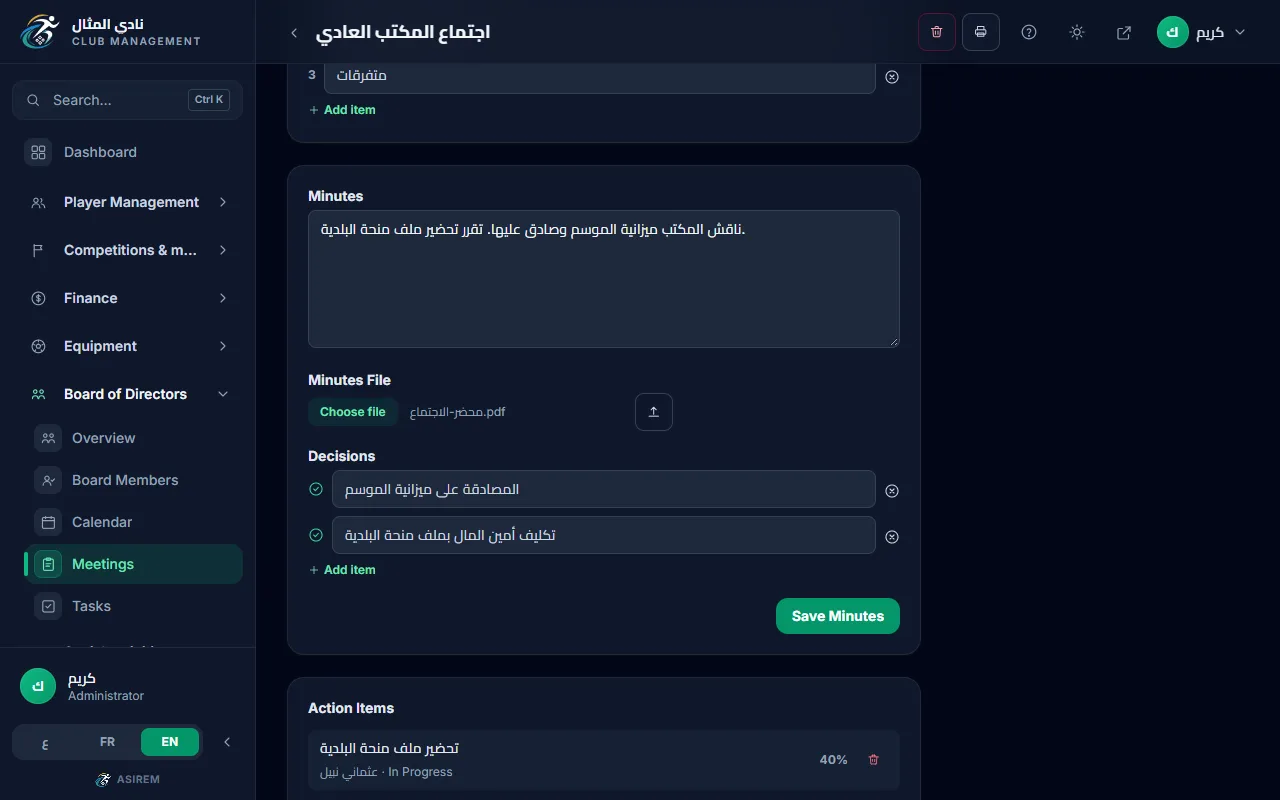 نادي المثال
CLUB MANAGEMENT
اجتماع المكتب العادي
ك
كريم
Search...
Ctrl K
Dashboard
Player Management
Competitions & m...
Finance
Equipment
Board of Directors
Overview
Board Members
Calendar
Meetings
Tasks
ك
كريم
Administrator
ع
FR
EN
ASIREM
3
متفرقات
+ Add item
Minutes
ناقش المكتب ميزانية الموسم وصادق عليها. تقرر تحضير ملف منحة البلدية.
Minutes File
Choose file
محضر-الاجتماع.pdf
Decisions
المصادقة على ميزانية الموسم
تكليف أمين المال بملف منحة البلدية
+ Add item
Save Minutes
Action Items
تحضير ملف منحة البلدية
عثماني نبيل · In Progress
40%